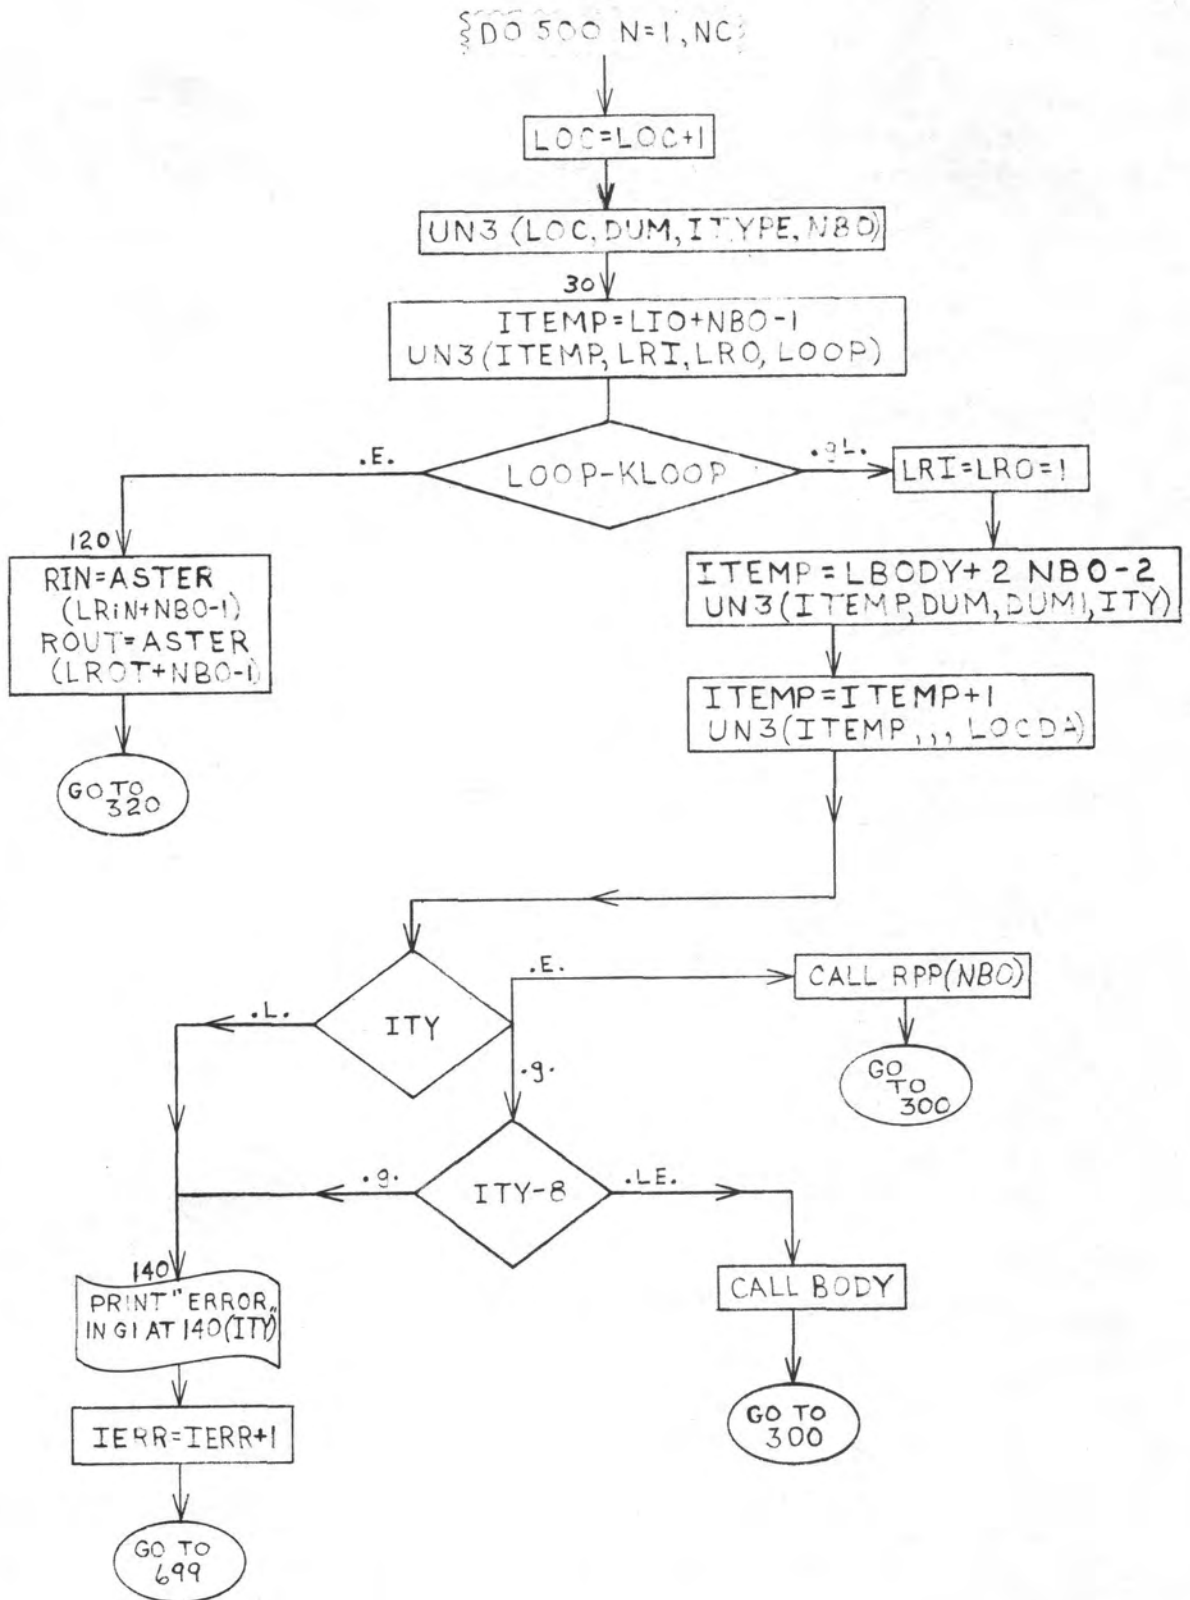 DO 500 N=1,NC
LOC=LOC+1
UN3(LOC,DUM,ITYPE,NBO)
30
ITEMP=LIO+NBO-1
UN3(ITEMP,LRI,LRO,LOOP)
.E.
LOOP-KLOOP
.gL.
LRI=LRO=1
120
RIN=ASTER
(LRiN+NBO-1)
ROUT=ASTER
(LROT+NBO-1)
ITEMP=LBODY+2 NBO-2
UN3(ITEMP,DUM,DUM1,ITY)
ITEMP=ITEMP+1
UN3(ITEMP,,,LOCDA)
GO TO
320
.E.
CALL RPP(NBO)
.L.
ITY
GO
TO
300
.g.
.g.
ITY-8
.LE.
140
PRINT "ERROR
IN G1 AT 140(ITY)"
CALL BODY
IERR=IERR+1
GO TO
300
GO TO
699